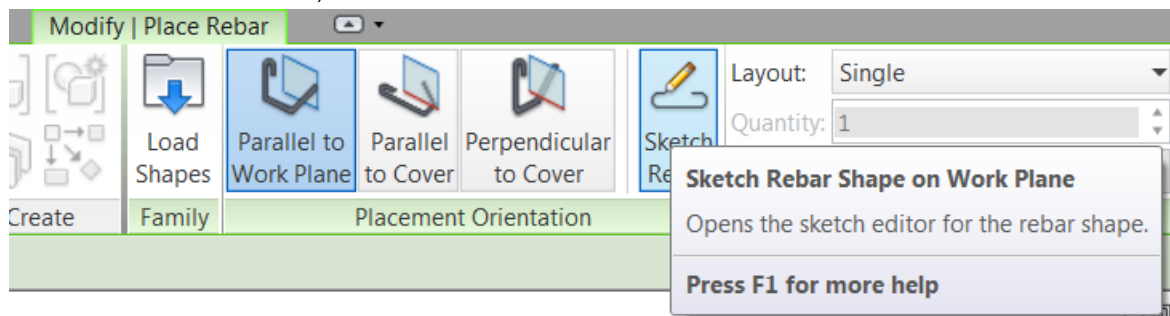 Modify | Place Rebar
Load
Shapes
Parallel to
Work Plane
Parallel
to Cover
Perpendicular
to Cover
Sketch
Layout: Single
Quantity: 1
Create
Family
Placement Orientation
Sketch Rebar Shape on Work Plane
Opens the sketch editor for the rebar shape.
Press F1 for more help